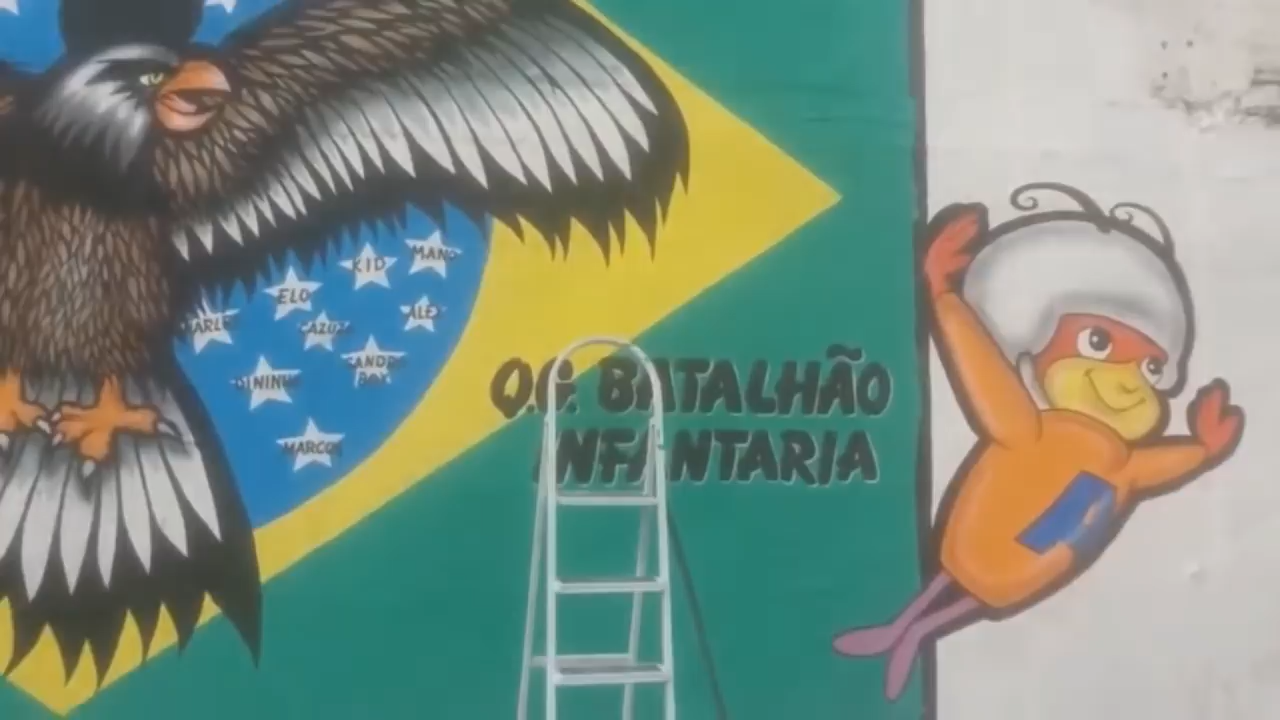 KID
MANO
ELO
ALEX
CAZUZA
SANDRO
BOY
DININHO
MARCOS
Q.G. BATALHÃO
INFANTARIA